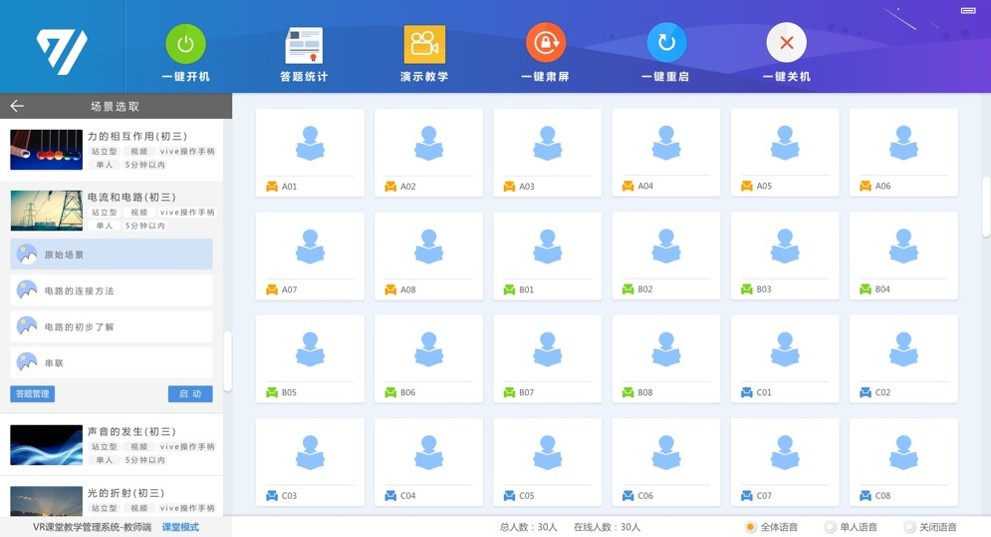 一键开机
答题统计
演示教学
一键肃屏
一键重启
一键关机
场景选取
力的相互作用(初三)
站立型 视频 vive操作手柄
单人 5分钟以内
电流和电路(初三)
站立型 视频 vive操作手柄
单人 5分钟以内
原始场景
电路的连接方法
电路的初步了解
串联
答题管理 启动
声音的发生(初三)
站立型 视频 vive操作手柄
单人 5分钟以内
光的折射(初三)
站立型 视频 vive操作手柄
A01 A02 A03 A04 A05 A06
A07 A08 B01 B02 B03 B04
B05 B06 B07 B08 C01 C02
C03 C04 C05 C06 C07 C08
VR课堂教学管理系统-教师端 课堂模式
总人数：30人 在线人数：30人
全体语音 单人语音 关闭语音